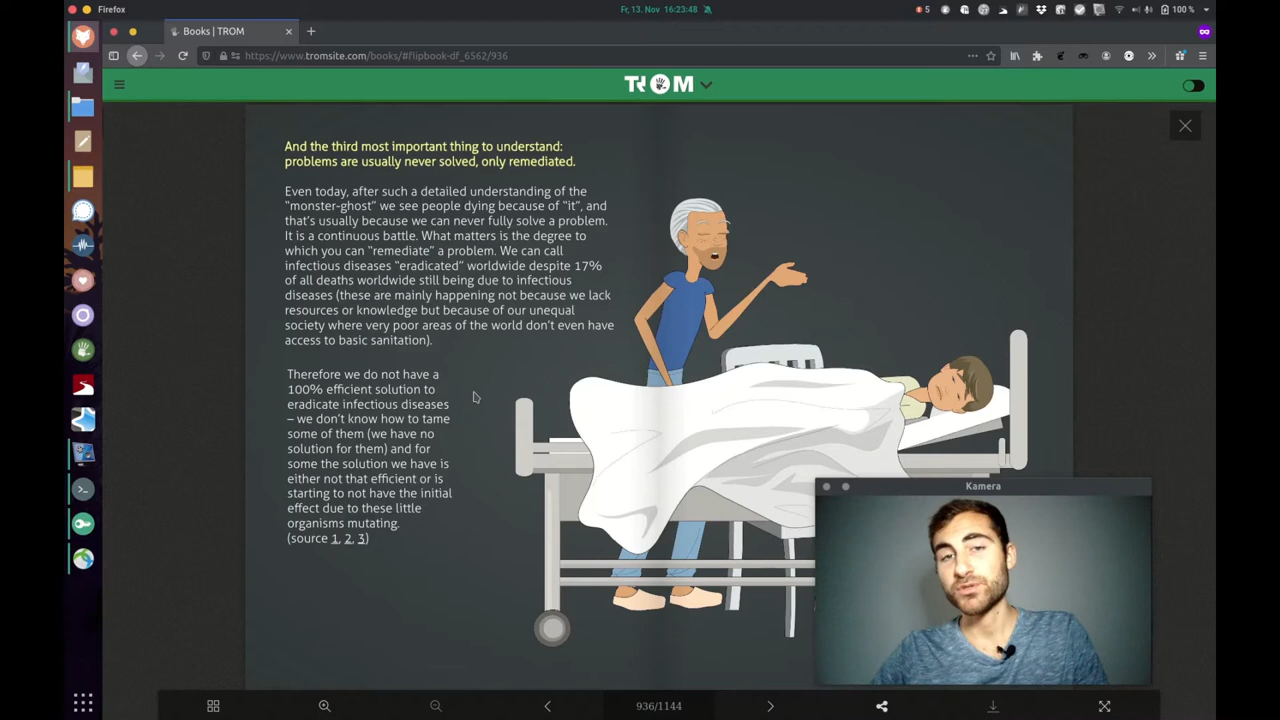 Firefox
Fr, 13. Nov 16:23:48
5
100 %
Books | TROM
https://www.tromsite.com/books/#flipbook-df_6562/936
TROM
And the third most important thing to understand:
problems are usually never solved, only remediated.
Even today, after such a detailed understanding of the
“monster-ghost” we see people dying because of “it”, and
that’s usually because we can never fully solve a problem.
It is a continuous battle. What matters is the degree to
which you can “remediate” a problem. We can call
infectious diseases “eradicated” worldwide despite 17%
of all deaths worldwide still being due to infectious
diseases (these are mainly happening not because we lack
resources or knowledge but because of our unequal
society where very poor areas of the world don’t even have
access to basic sanitation).
Therefore we do not have a
100% efficient solution to
eradicate infectious diseases
– we don’t know how to tame
some of them (we have no
solution for them) and for
some the solution we have is
either not that efficient or is
starting to not have the initial
effect due to these little
organisms mutating.
(source 1, 2, 3)
Kamera
936/1144